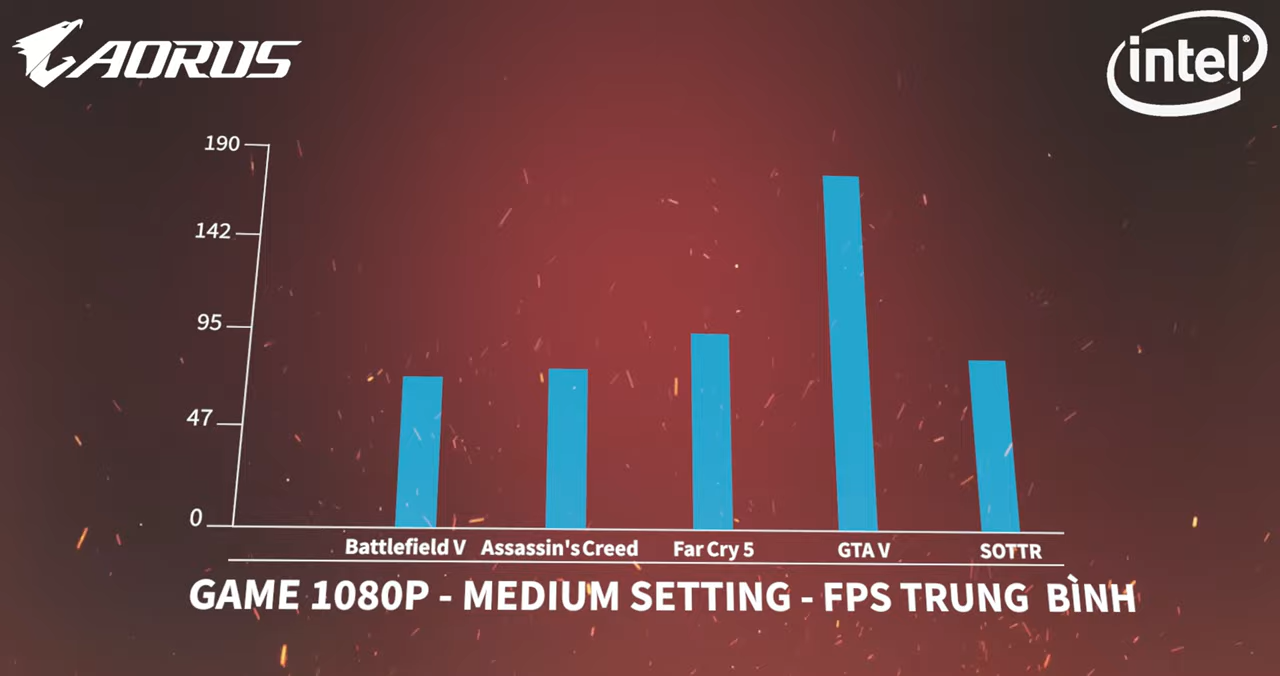 AORUS
intel®
190
142
95
47
0
Battlefield V Assassin's Creed Far Cry 5 GTA V SOTTR
GAME 1080P - MEDIUM SETTING - FPS TRUNG BÌNH